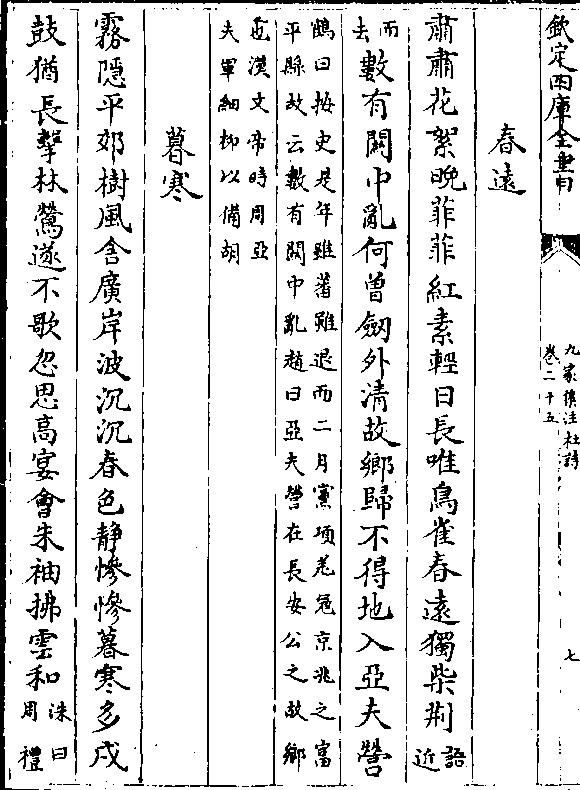 欽定四庫全書
九家集注杜詩
卷二十五
七
春遠
肅肅花絮晚菲菲紅素輕日長唯鳥雀春遠獨柴荆語
近
而
去數有闗中亂何曾劒外清故鄉歸不得地入亞夫營
鶴曰按史是年雖蕃雖退而二月黨項羌冦京兆之富
平縣故云數有闗中亂趙曰亞夫營在長安公之故鄉
也漢文帝時周亞
夫軍細柳以備胡
暮寒
霧隱平郊樹風含廣岸波沉沉春色静慘慘暮寒多戍
鼓猶長擊林鶯遂不歌忽思高宴會朱袖拂雲和洙曰
周禮